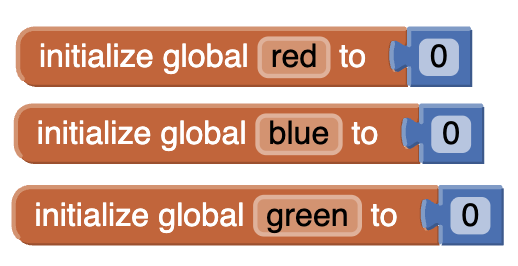 initialize global red to 0
initialize global blue to 0
initialize global green to 0